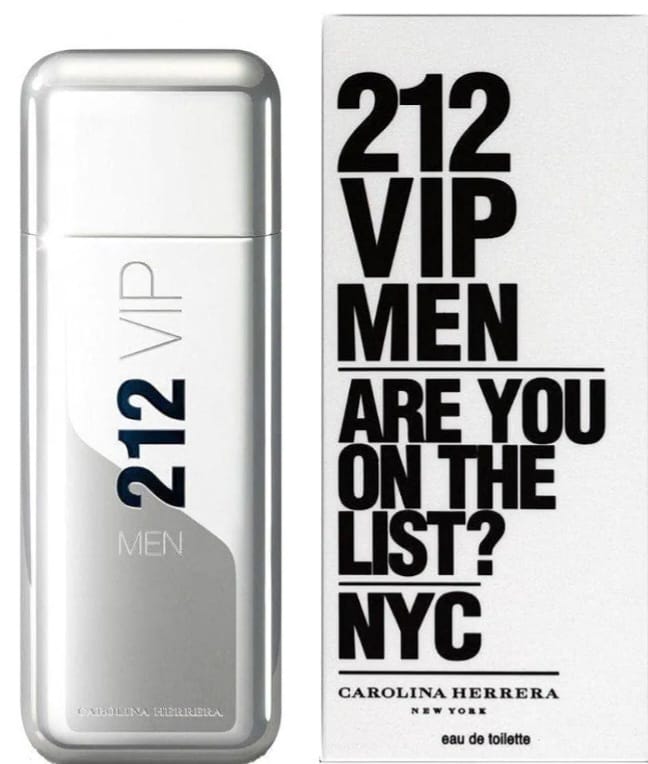 212 VIP
MEN
CAROLINA HERRERA
212
VIP
MEN
ARE YOU
ON THE
LIST?
NYC
CAROLINA HERRERA
NEW YORK
eau de toilette